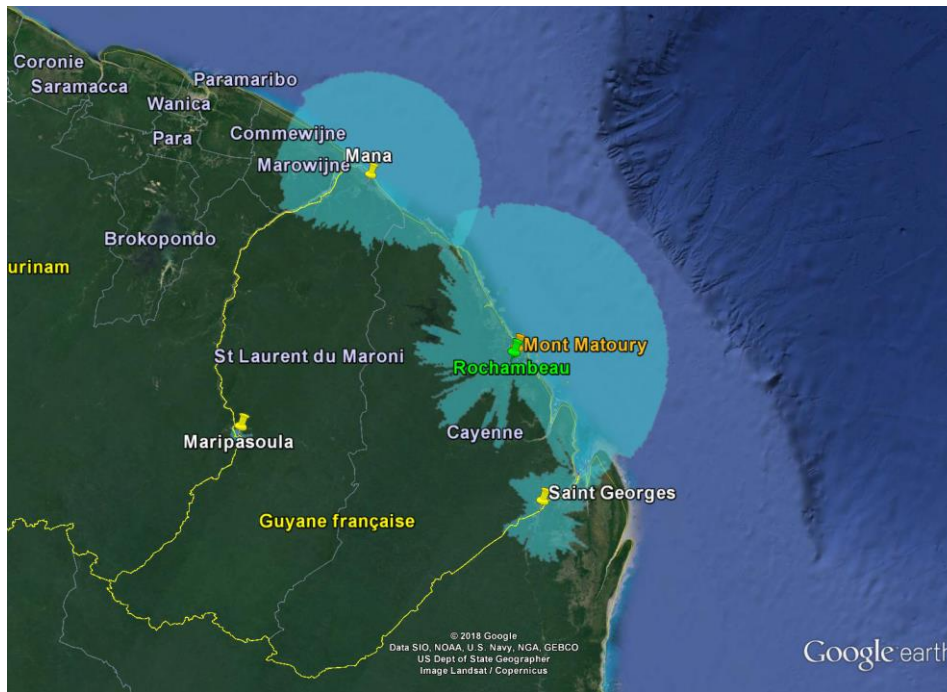 Coronie
Saramacca
Paramaribo
Wanica
Para
Commewijne
Mana
Marowijne
Brokopondo
urinam
Mont Matoury
St Laurent du Maroni
Rochambeau
Cayenne
Maripasoula
Saint Georges
Guyane française
© 2018 Google
Data SIO, NOAA, U.S. Navy, NGA, GEBCO
US Dept of State Geographer
Image Landsat / Copernicus
Google earth